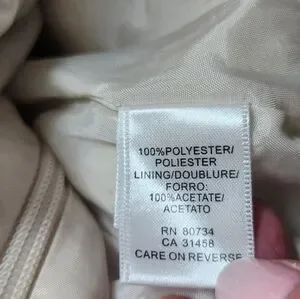 100%POLYESTER/
POLIESTER
LINING/DOUBLURE/
FORRO:
100%ACETATE/
ACETATO
RN 80734
CA 31458
CARE ON REVERSE